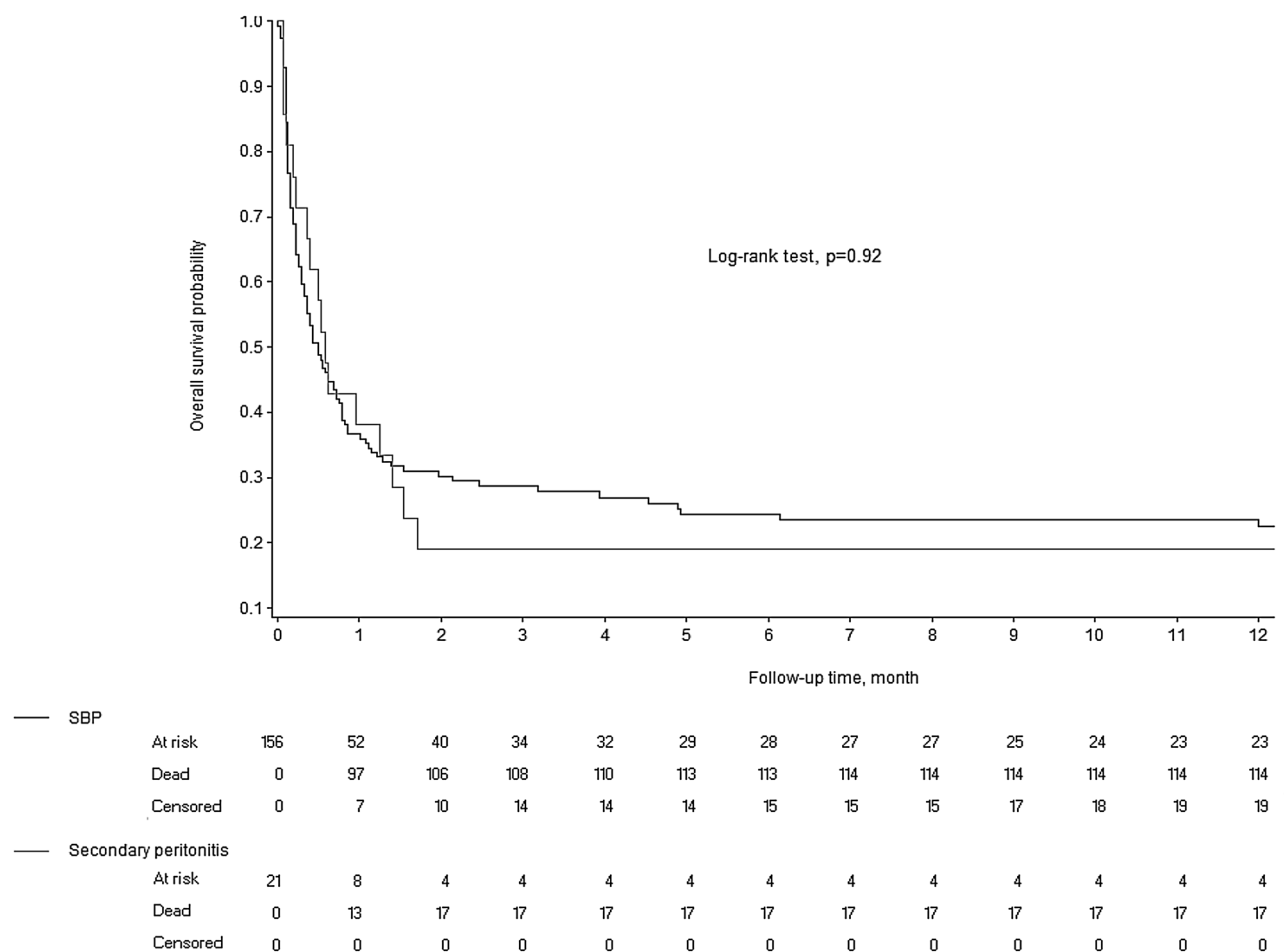 1.0
0.9
0.8
0.7
0.6
0.5
0.4
0.3
0.2
0.1
Overall survival probability
Log-rank test, p=0.92
0 1 2 3 4 5 6 7 8 9 10 11 12
Follow-up time, month
SBP
At risk 156 52 40 34 32 29 28 27 27 25 24 23 23
Dead 0 97 106 108 110 113 113 114 114 114 114 114 114
Censored 0 7 10 14 14 14 15 15 15 17 18 19 19
Secondary peritonitis
At risk 21 8 4 4 4 4 4 4 4 4 4 4 4
Dead 0 13 17 17 17 17 17 17 17 17 17 17 17
Censored 0 0 0 0 0 0 0 0 0 0 0 0 0